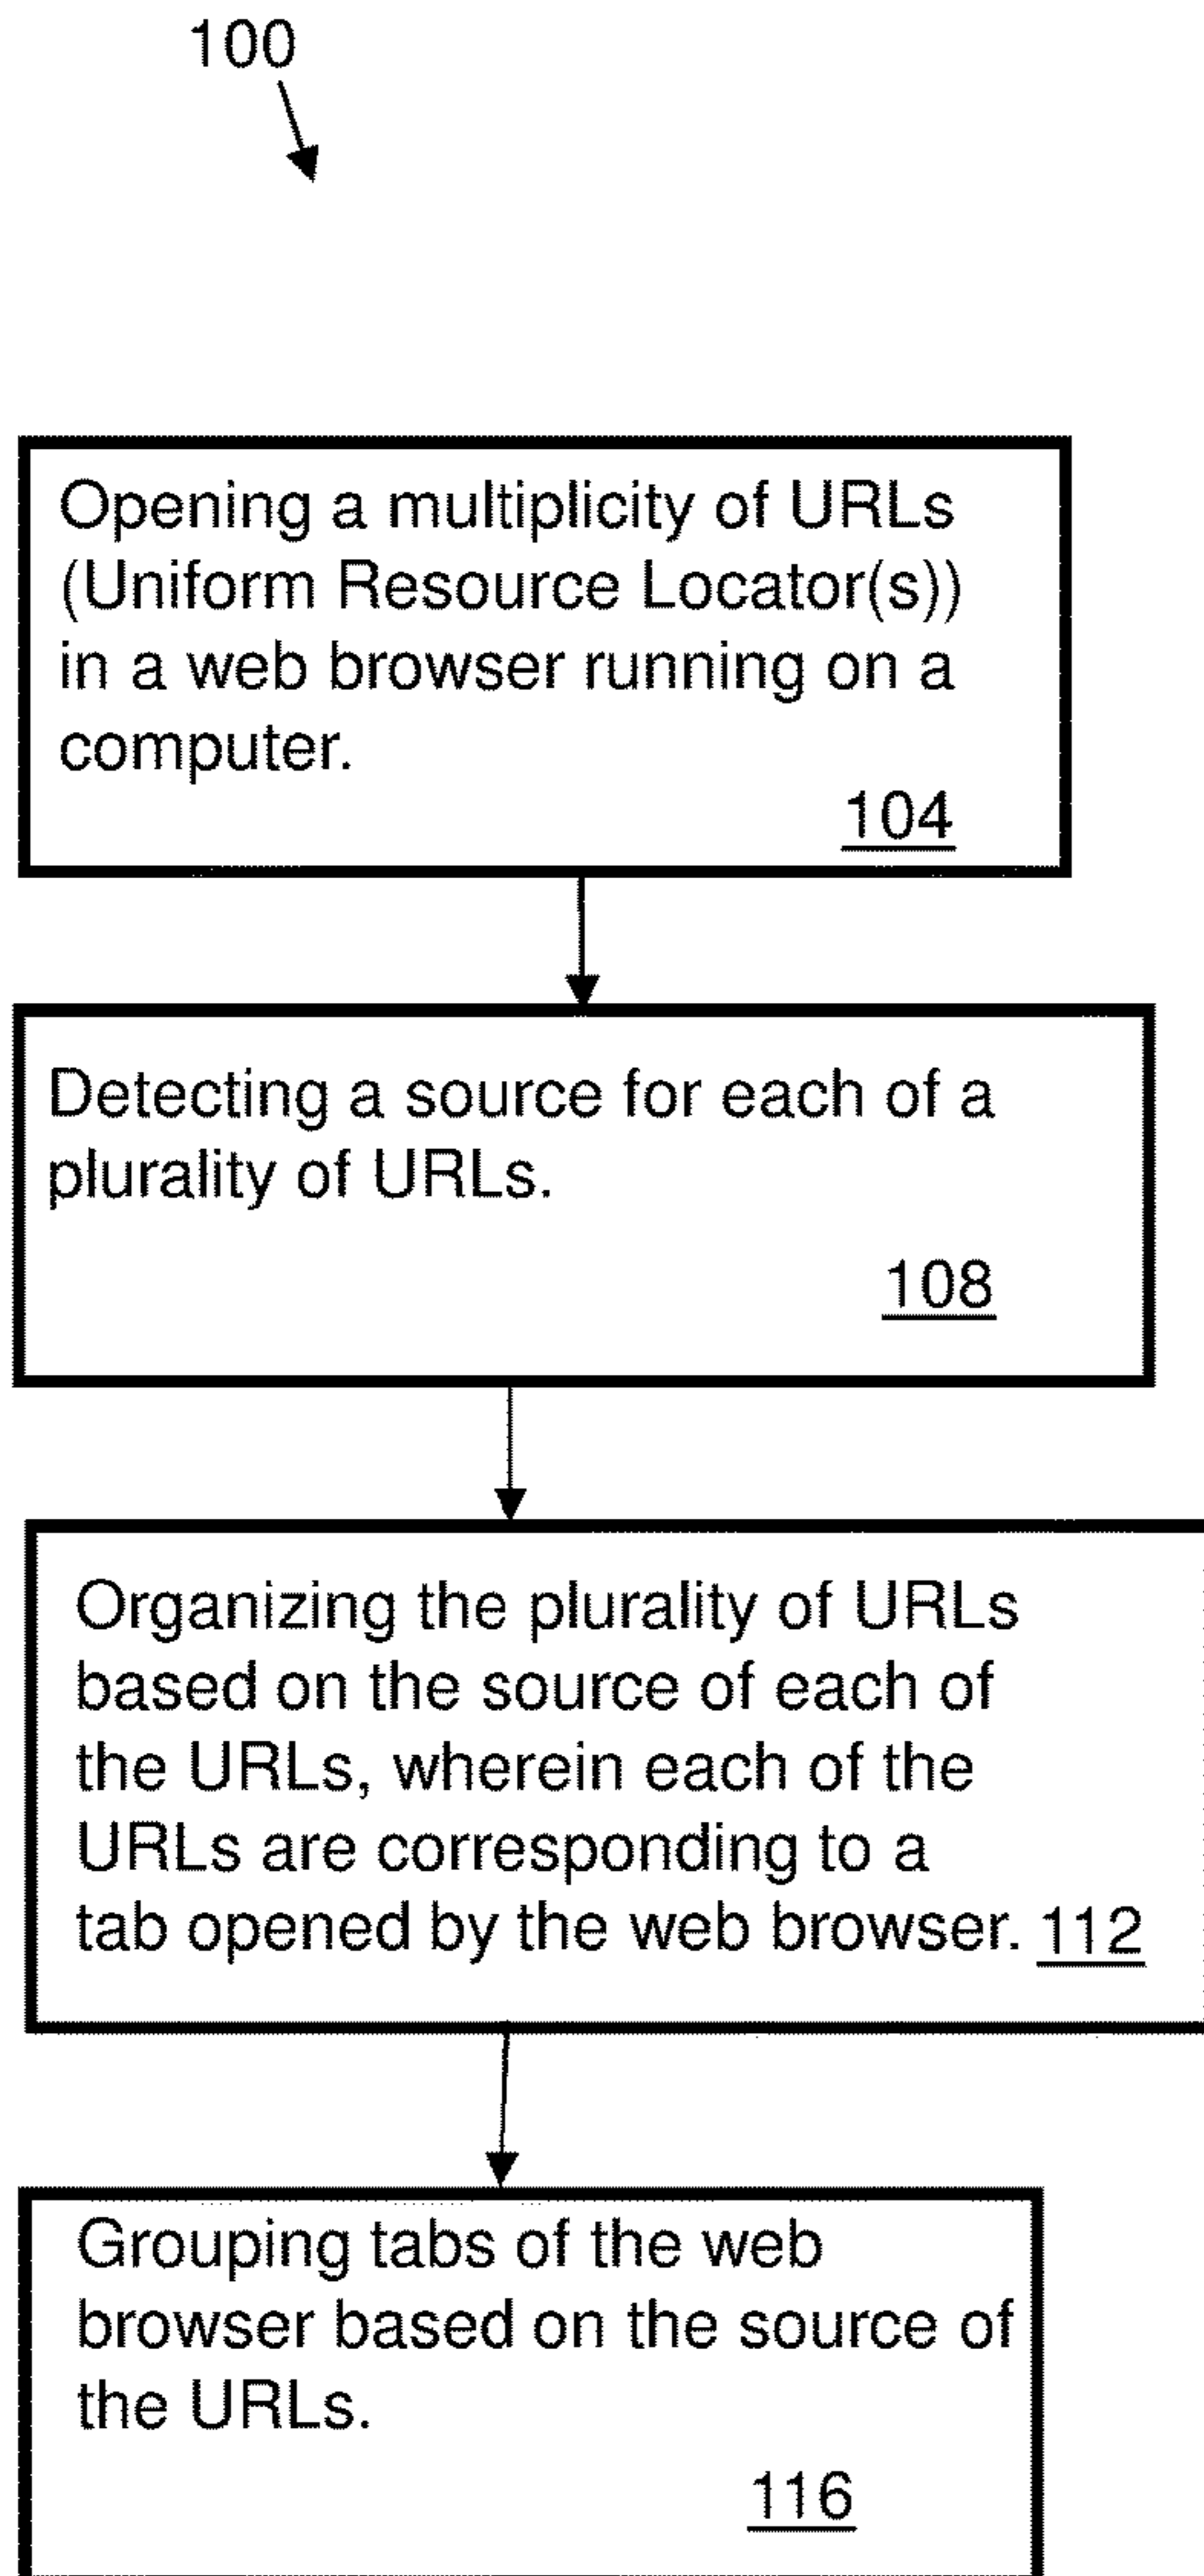 100
Opening a multiplicity of URLs
(Uniform Resource Locator(s))
in a web browser running on a
computer.
104
Detecting a source for each of a
plurality of URLs.
108
Organizing the plurality of URLs
based on the source of each of
the URLs, wherein each of the
URLs are corresponding to a
tab opened by the web browser. 112
Grouping tabs of the web
browser based on the source of
the URLs.
116